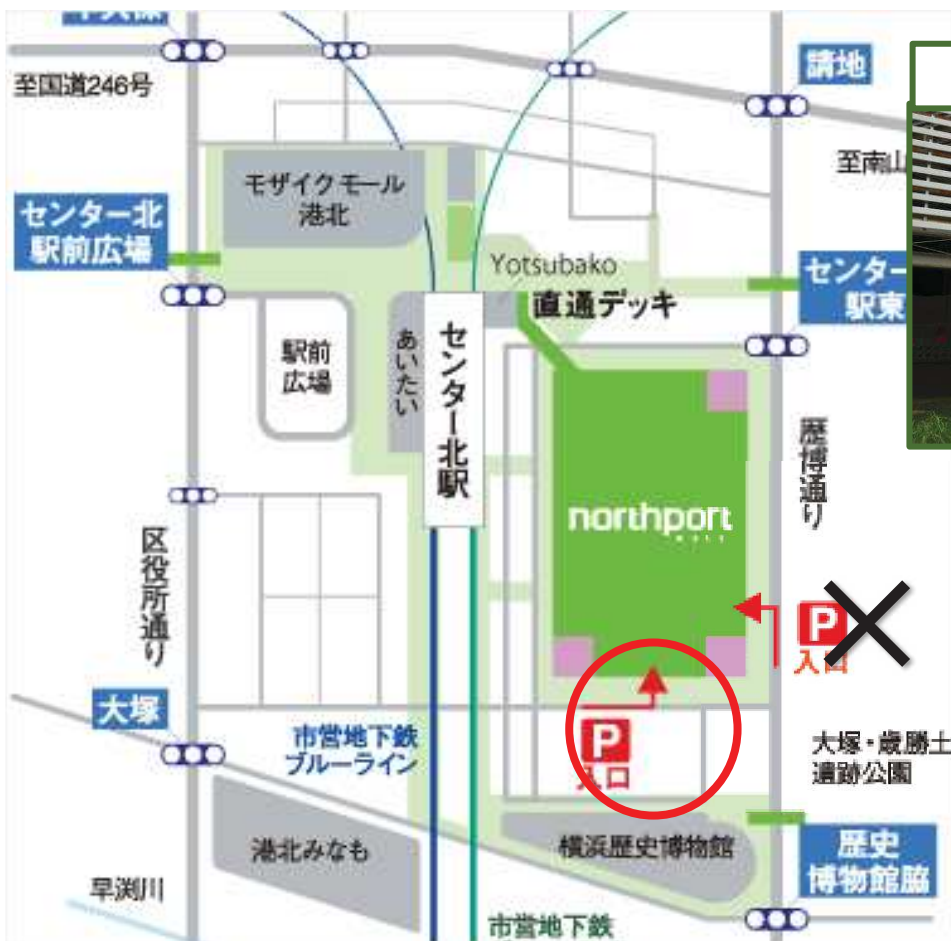 請地
至国道246号
至南山
モザイクモール
港北
センター北
駅前広場
Yotsubako
直通デッキ
センター
駅東
駅前
広場
あいたい
センター北駅
歴博通り
northport
区役所通り
P
入口
大塚
市営地下鉄
ブルーライン
P
入口
大塚・歳勝土
遺跡公園
港北みなも
横浜歴史博物館
歴史
博物館脇
早渕川
市営地下鉄